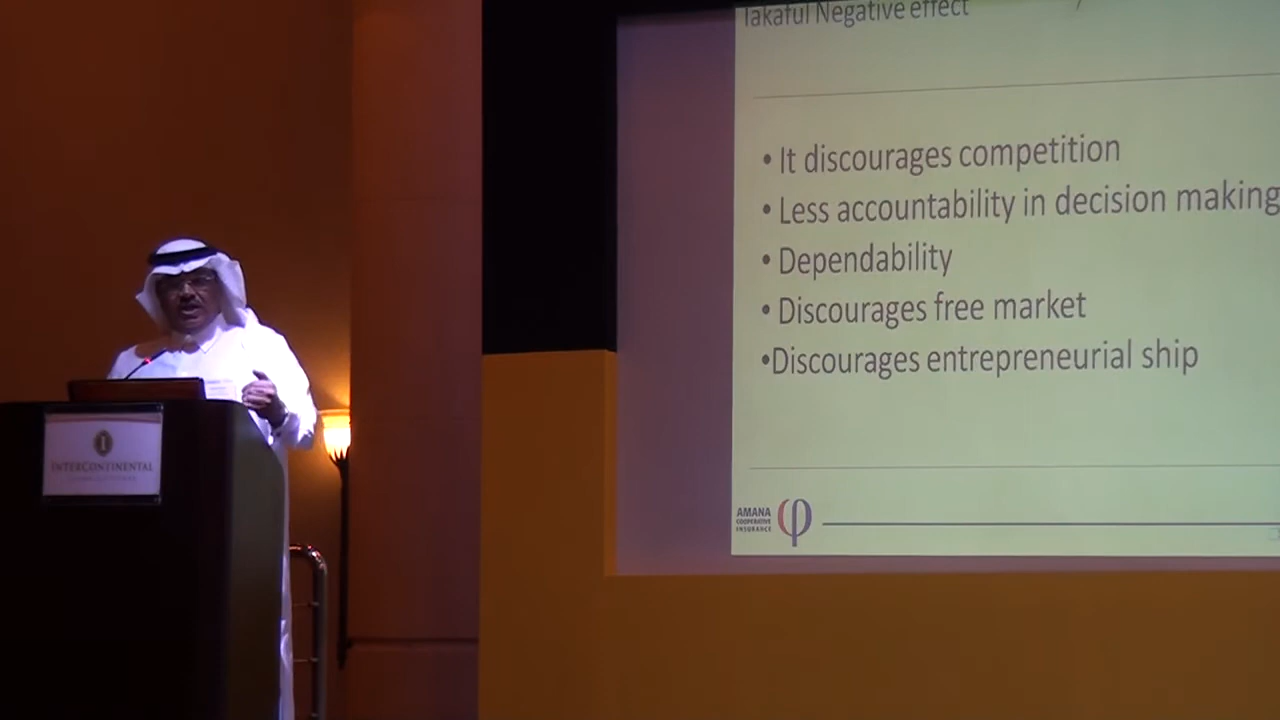 Takaful Negative effect
• It discourages competition
• Less accountability in decision making
• Dependability
• Discourages free market
•Discourages entrepreneurial ship
AMANA
COOPERATIVE
INSURANCE
INTERCONTINENTAL